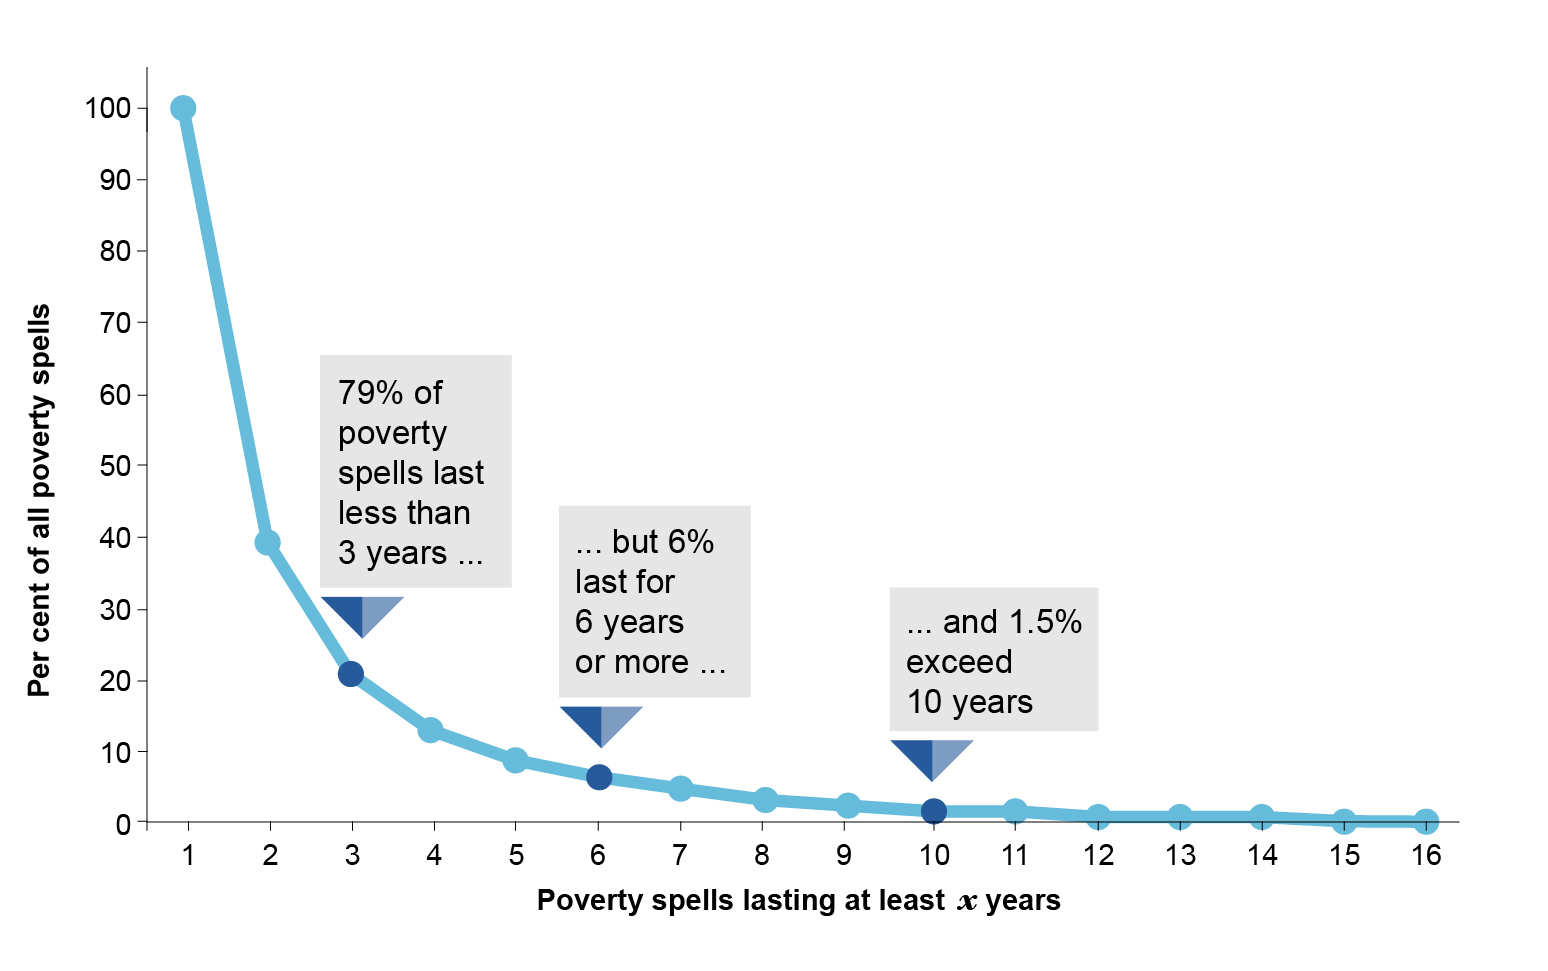 100
90
80
70
60
50
40
30
20
10
0
Per cent of all poverty spells
79% of
poverty
spells last
less than
3 years ...
... but 6%
last for
6 years
or more ...
... and 1.5%
exceed
10 years
1 2 3 4 5 6 7 8 9 10 11 12 13 14 15 16
Poverty spells lasting at least x years